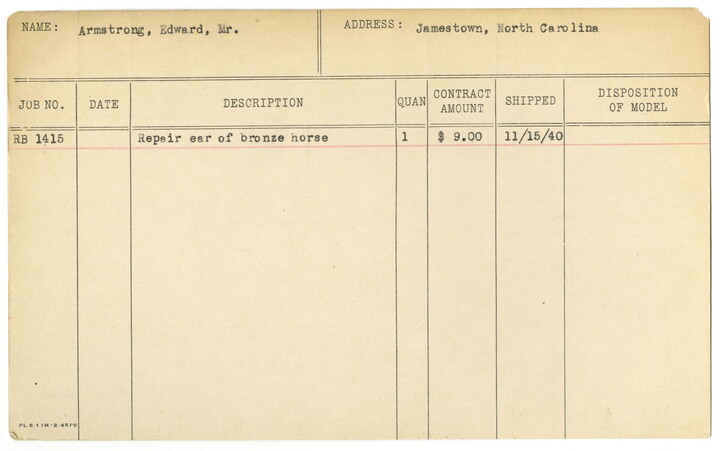 NAME: Armstrong, Edward, Mr. ADDRESS: Jamestown, North Carolina
JOB NO. DATE DESCRIPTION QUAN CONTRACT AMOUNT SHIPPED DISPOSITION OF MODEL
RB 1415 Repair ear of bronze horse 1 $ 9.00 11/15/40